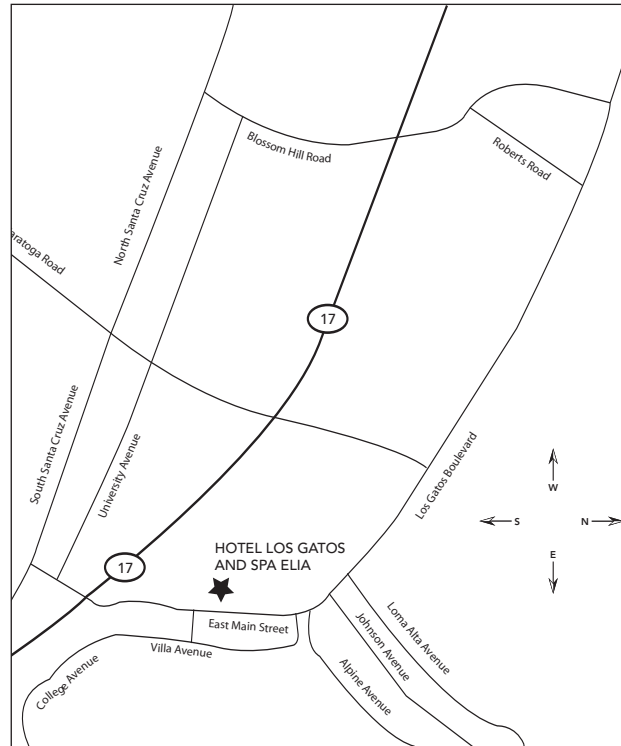 Blossom Hill Road
Roberts Road
North Santa Cruz Avenue
aratoga Road
17
South Santa Cruz Avenue
University Avenue
Los Gatos Boulevard
W
S
N
E
17
HOTEL LOS GATOS
AND SPA ELIA
East Main Street
Villa Avenue
College Avenue
Alpine Avenue
Johnson Avenue
Loma Alta Avenue